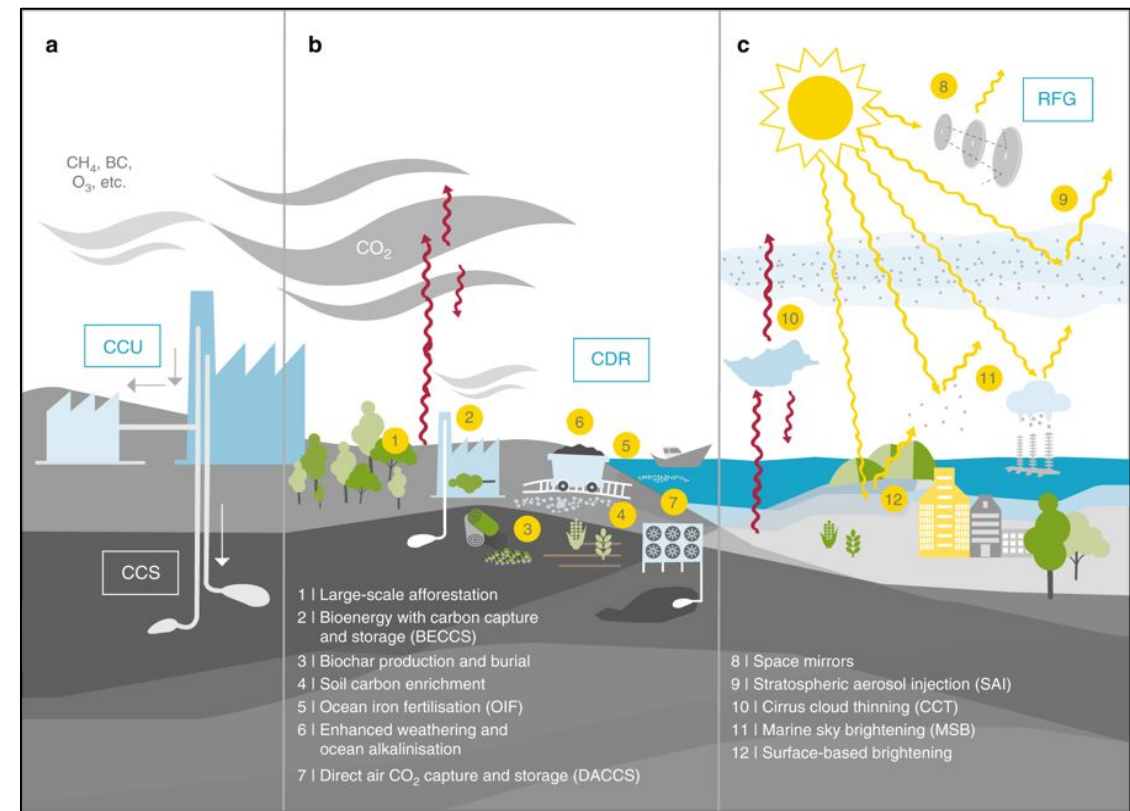 a
CH₄, BC,
O₃, etc.
CCU
CCS
b
CO₂
CDR
1
2
6
5
3
4
7
1 | Large-scale afforestation
2 | Bioenergy with carbon capture
and storage (BECCS)
3 | Biochar production and burial
4 | Soil carbon enrichment
5 | Ocean iron fertilisation (OIF)
6 | Enhanced weathering and
ocean alkalinisation
7 | Direct air CO₂ capture and storage (DACCS)
c
8
RFG
9
10
11
12
8 | Space mirrors
9 | Stratospheric aerosol injection (SAI)
10 | Cirrus cloud thinning (CCT)
11 | Marine sky brightening (MSB)
12 | Surface-based brightening